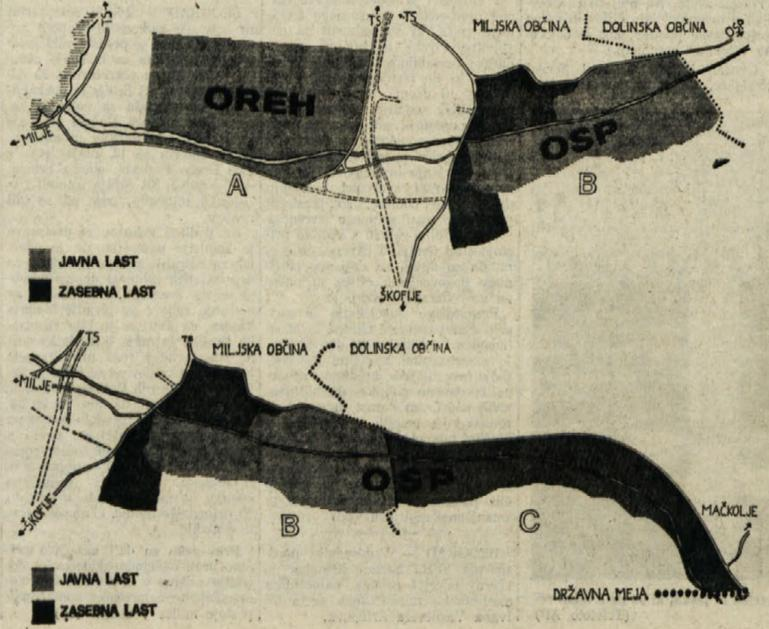 TS
TS
MILJSKA OBČINA DOLINSKA OBČINA
OSP
OREH
MILJE
A
OSP
B
JAVNA LAST
ZASEBNA LAST
ŠKOFIJE
TS
TS
MILJSKA OBČINA DOLINSKA OBČINA
MILJE
OSP
ŠKOFIJE
B
C
MAČKOLJE
JAVNA LAST
ZASEBNA LAST
DRŽAVNA MEJA